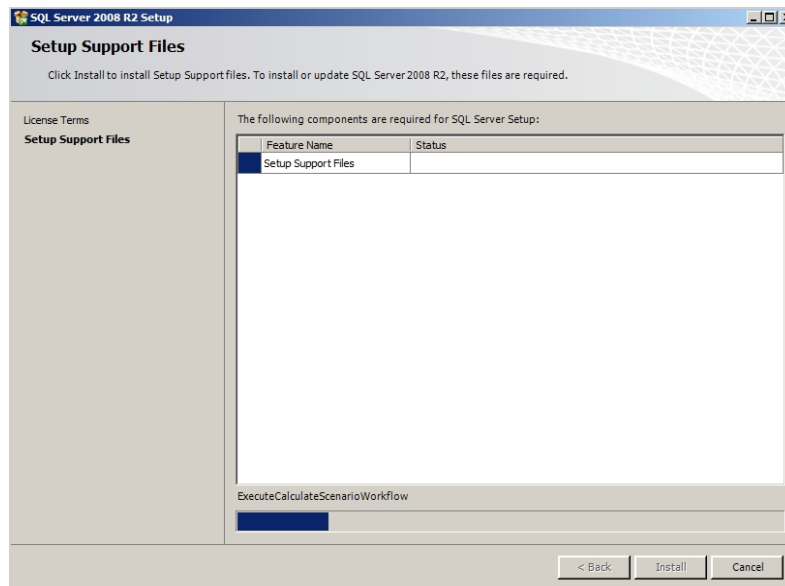 SQL Server 2008 R2 Setup
Setup Support Files
Click Install to install Setup Support files. To install or update SQL Server 2008 R2, these files are required.
License Terms
Setup Support Files
The following components are required for SQL Server Setup:
Feature Name Status
Setup Support Files
ExecuteCalculateScenarioWorkflow
< Back Install Cancel